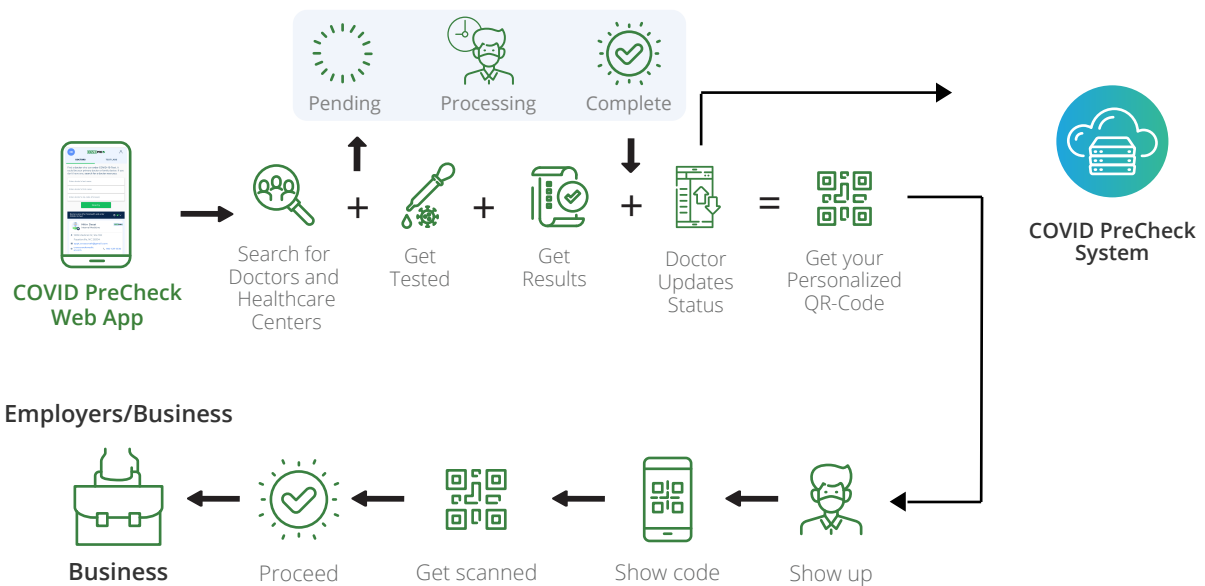 Pending
Processing
Complete
COVID PreCheck
Web App
Search for
Doctors and
Healthcare
Centers
+
Get
Tested
+
Get
Results
+
Doctor
Updates
Status
=
Get your
Personalized
QR-Code
COVID PreCheck
System
Employers/Business
Business
Proceed
Get scanned
Show code
Show up